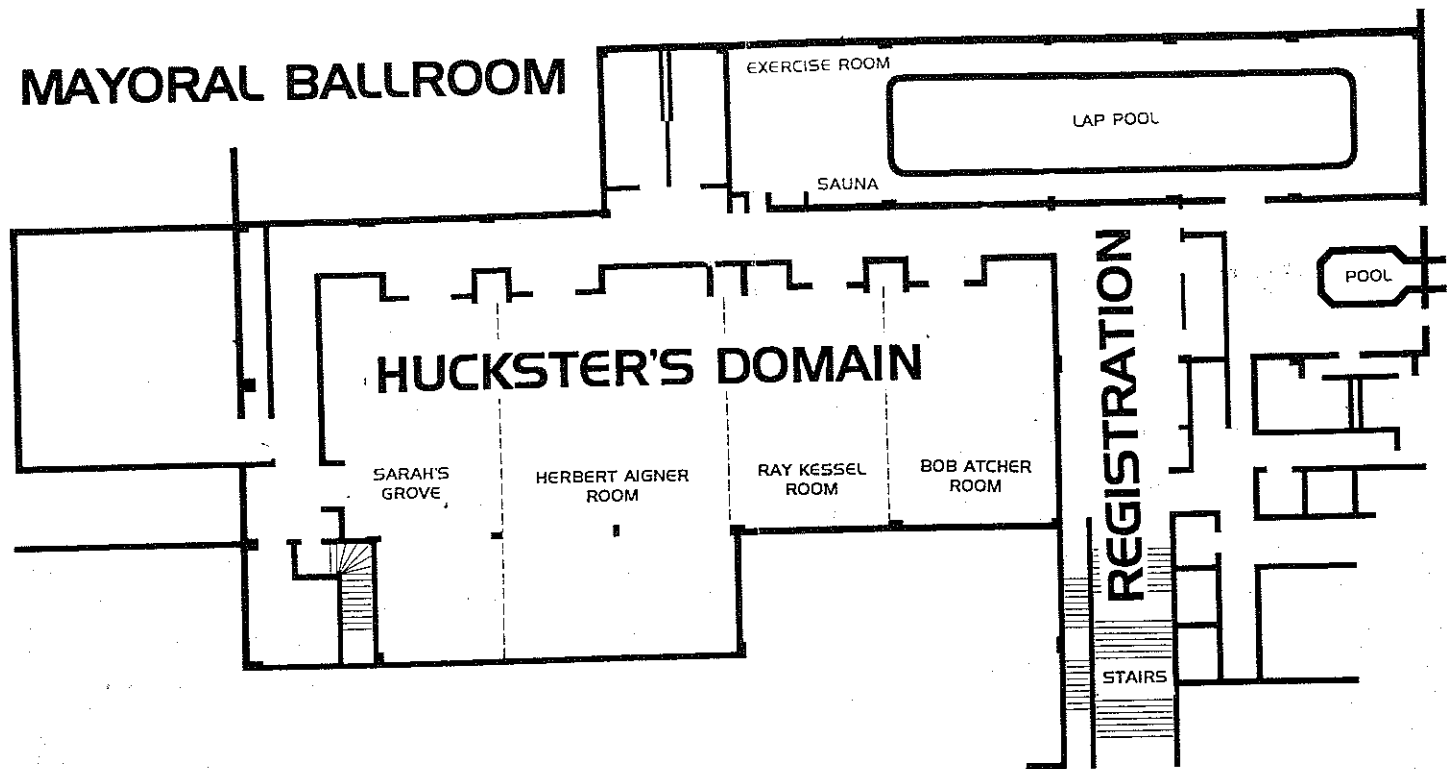 MAYORAL BALLROOM
EXERCISE ROOM
LAP POOL
SAUNA
REGISTRATION
POOL
HUCKSTER'S DOMAIN
SARAH'S
GROVE
HERBERT AIGNER
ROOM
RAY KESSEL
ROOM
BOB ATCHER
ROOM
STAIRS